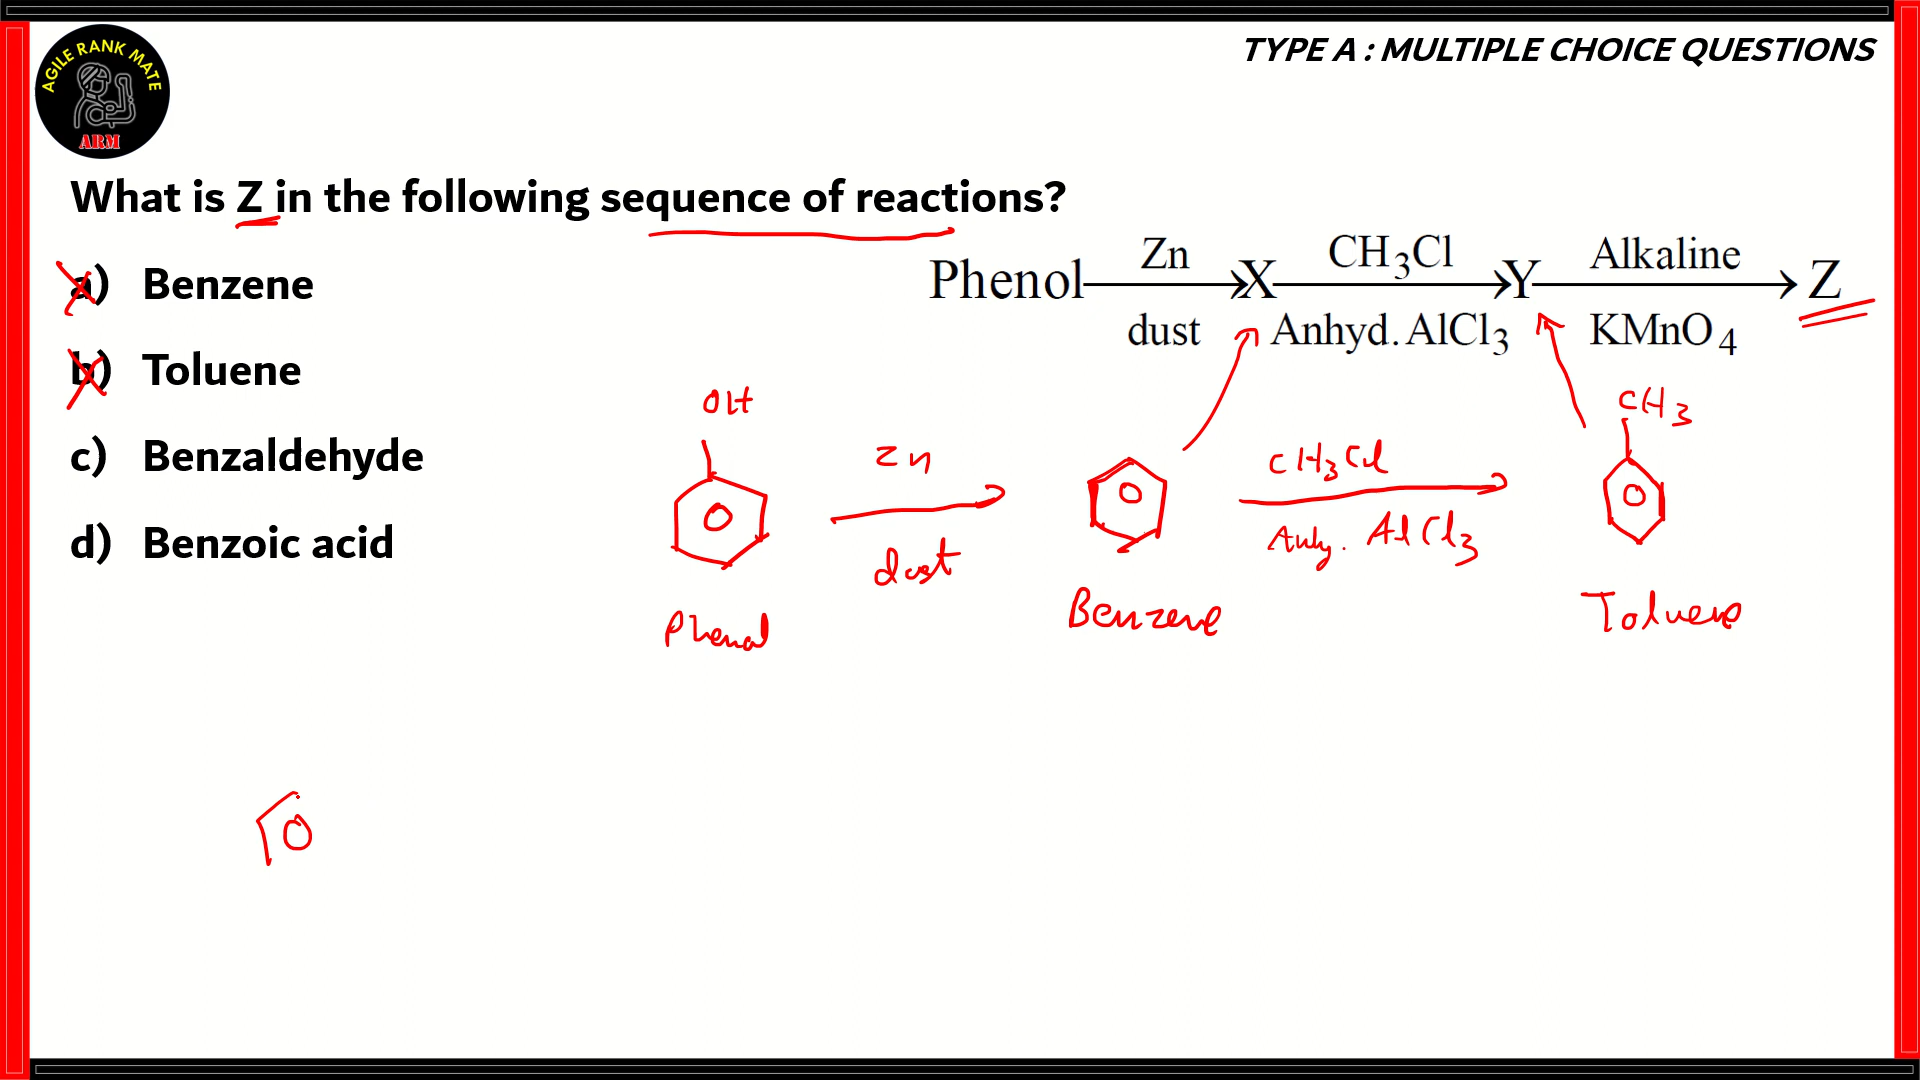 AGILE RANK MATE
ARM
TYPE A : MULTIPLE CHOICE QUESTIONS
What is Z in the following sequence of reactions?
a) Benzene
b) Toluene
c) Benzaldehyde
d) Benzoic acid
Zn CH₃Cl Alkaline
Phenol X Y Z
dust Anhyd. AlCl₃ KMnO₄
OH
CH₃
Zn
CH₃Cl
dust
Anhy. AlCl₃
Phenol
Benzene
Toluene